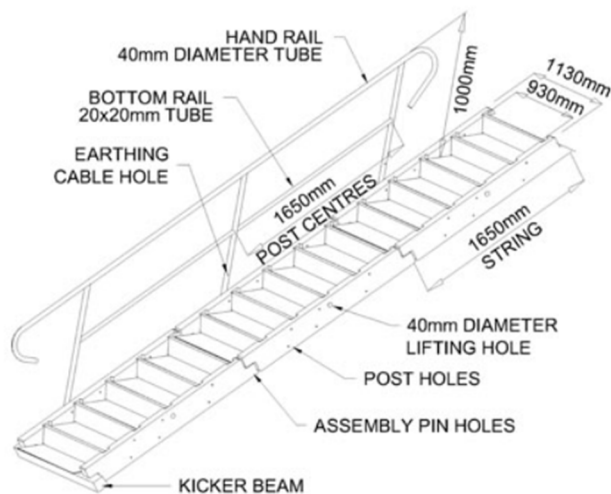 HAND RAIL
40mm DIAMETER TUBE
BOTTOM RAIL
20x20mm TUBE
EARTHING
CABLE HOLE
1650mm
POST CENTRES
1000mm
1130mm
930mm
1650mm
STRING
40mm DIAMETER
LIFTING HOLE
POST HOLES
ASSEMBLY PIN HOLES
KICKER BEAM